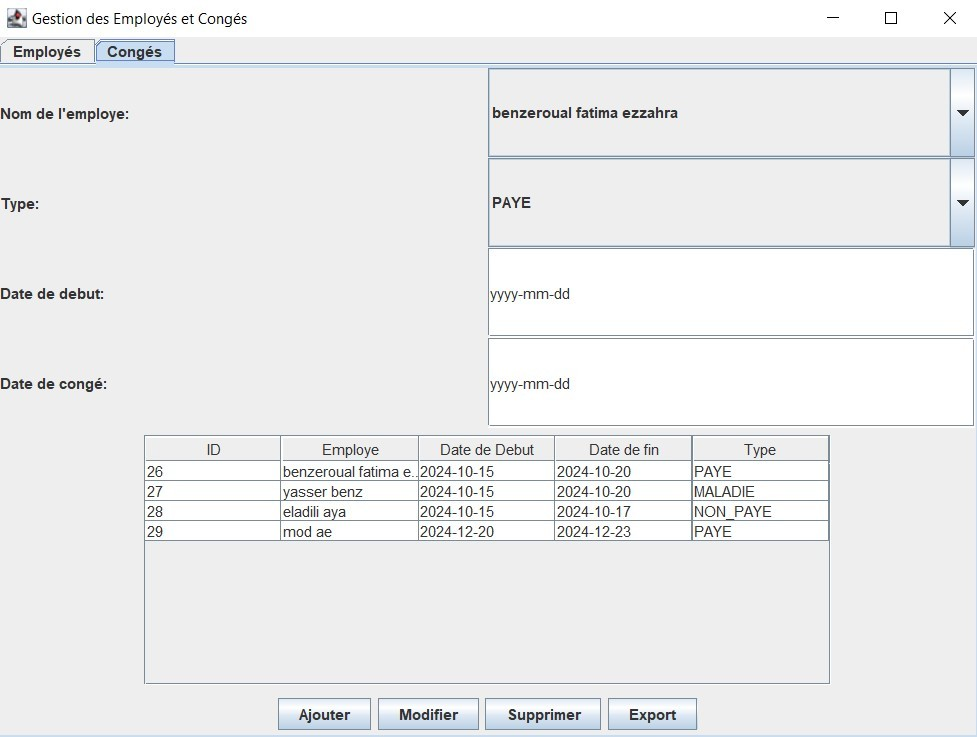 Gestion des Employés et Congés
Employés Congés
Nom de l'employe: benzeroual fatima ezzahra
Type: PAYE
Date de debut: yyyy-mm-dd
Date de congé: yyyy-mm-dd
ID Employe Date de Debut Date de fin Type
26 benzeroual fatima e... 2024-10-15 2024-10-20 PAYE
27 yasser benz 2024-10-15 2024-10-20 MALADIE
28 eladili aya 2024-10-15 2024-10-17 NON_PAYE
29 mod ae 2024-12-20 2024-12-23 PAYE
Ajouter Modifier Supprimer Export